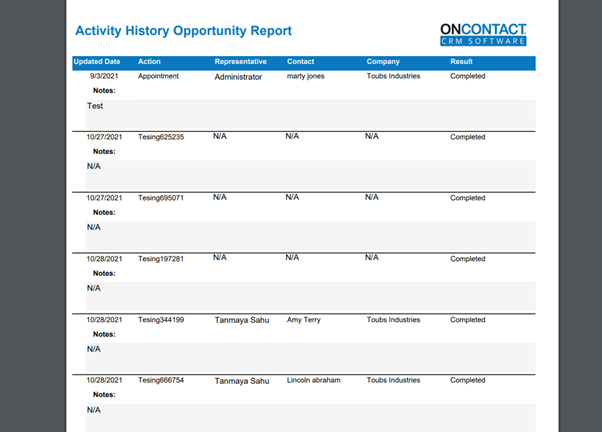 Activity History Opportunity Report
ONCONTACT
CRM SOFTWARE
Updated Date Action Representative Contact Company Result
9/3/2021 Appointment Administrator marty jones Toubs Industries Completed
Notes:
Test
10/27/2021 Tesing625235 N/A N/A N/A Completed
Notes:
N/A
10/27/2021 Tesing695071 N/A N/A N/A Completed
Notes:
N/A
10/28/2021 Tesing197281 N/A N/A N/A Completed
Notes:
N/A
10/28/2021 Tesing344199 Tanmaya Sahu Amy Terry Toubs Industries Completed
Notes:
N/A
10/28/2021 Tesing666754 Tanmaya Sahu Lincoln abraham Toubs Industries Completed
Notes:
N/A